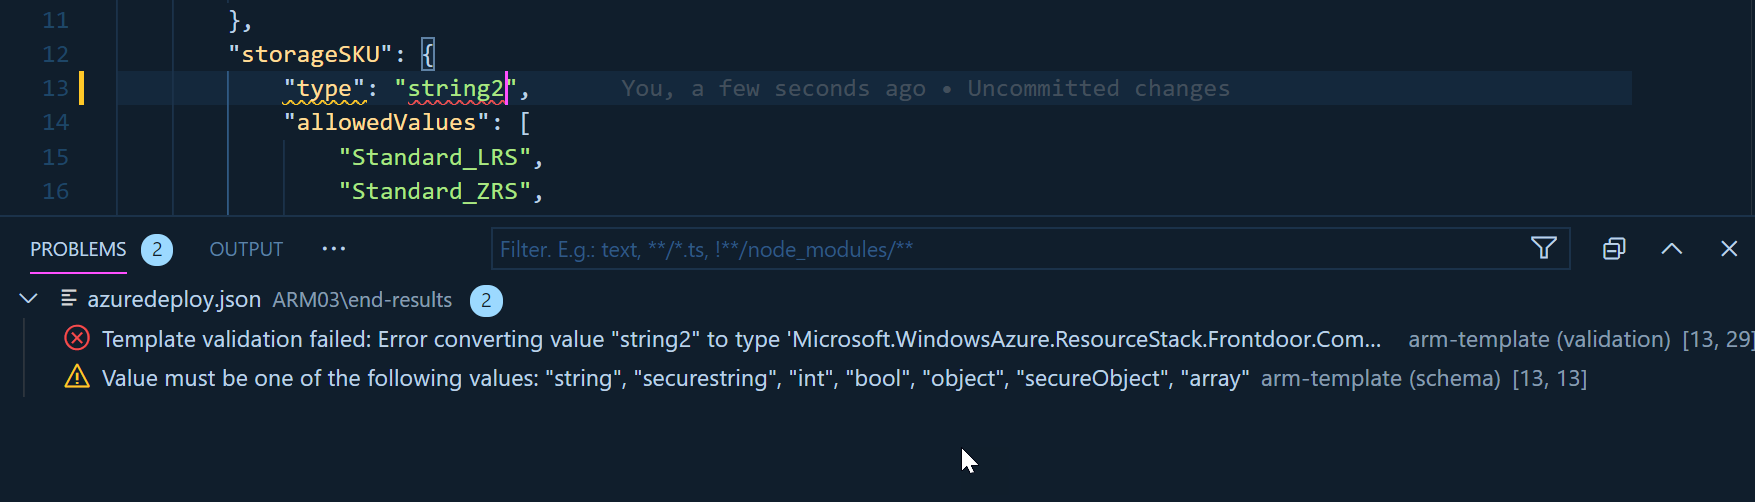 11 },
12 "storageSKU": {
13 "type": "string2", You, a few seconds ago • Uncommitted changes
14 "allowedValues": [
15 "Standard_LRS",
16 "Standard_ZRS",
PROBLEMS 2 OUTPUT ··· Filter. E.g.: text, **/*.ts, !**/node_modules/**
azuredeploy.json ARM03\end-results 2
Template validation failed: Error converting value "string2" to type 'Microsoft.WindowsAzure.ResourceStack.Frontdoor.Com... arm-template (validation) [13, 29]
Value must be one of the following values: "string", "securestring", "int", "bool", "object", "secureObject", "array" arm-template (schema) [13, 13]